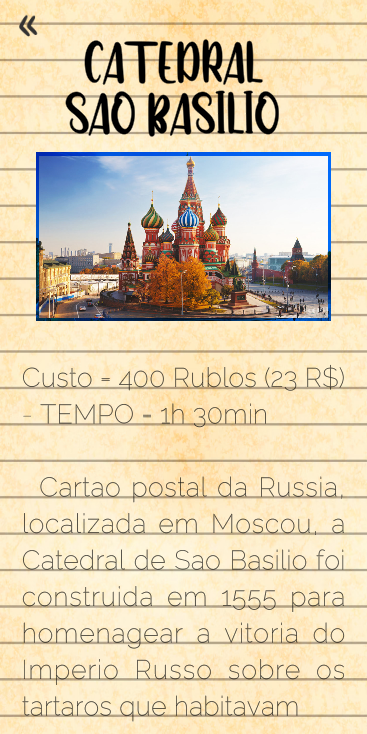 «
CATEDRAL
SAO BASILIO
Custo = 400 Rublos (23 R$)
- TEMPO = 1h 30min
Cartao postal da Russia,
localizada em Moscou, a
Catedral de Sao Basilio foi
construida em 1555 para
homenagear a vitoria do
Imperio Russo sobre os
tartaros que habitavam